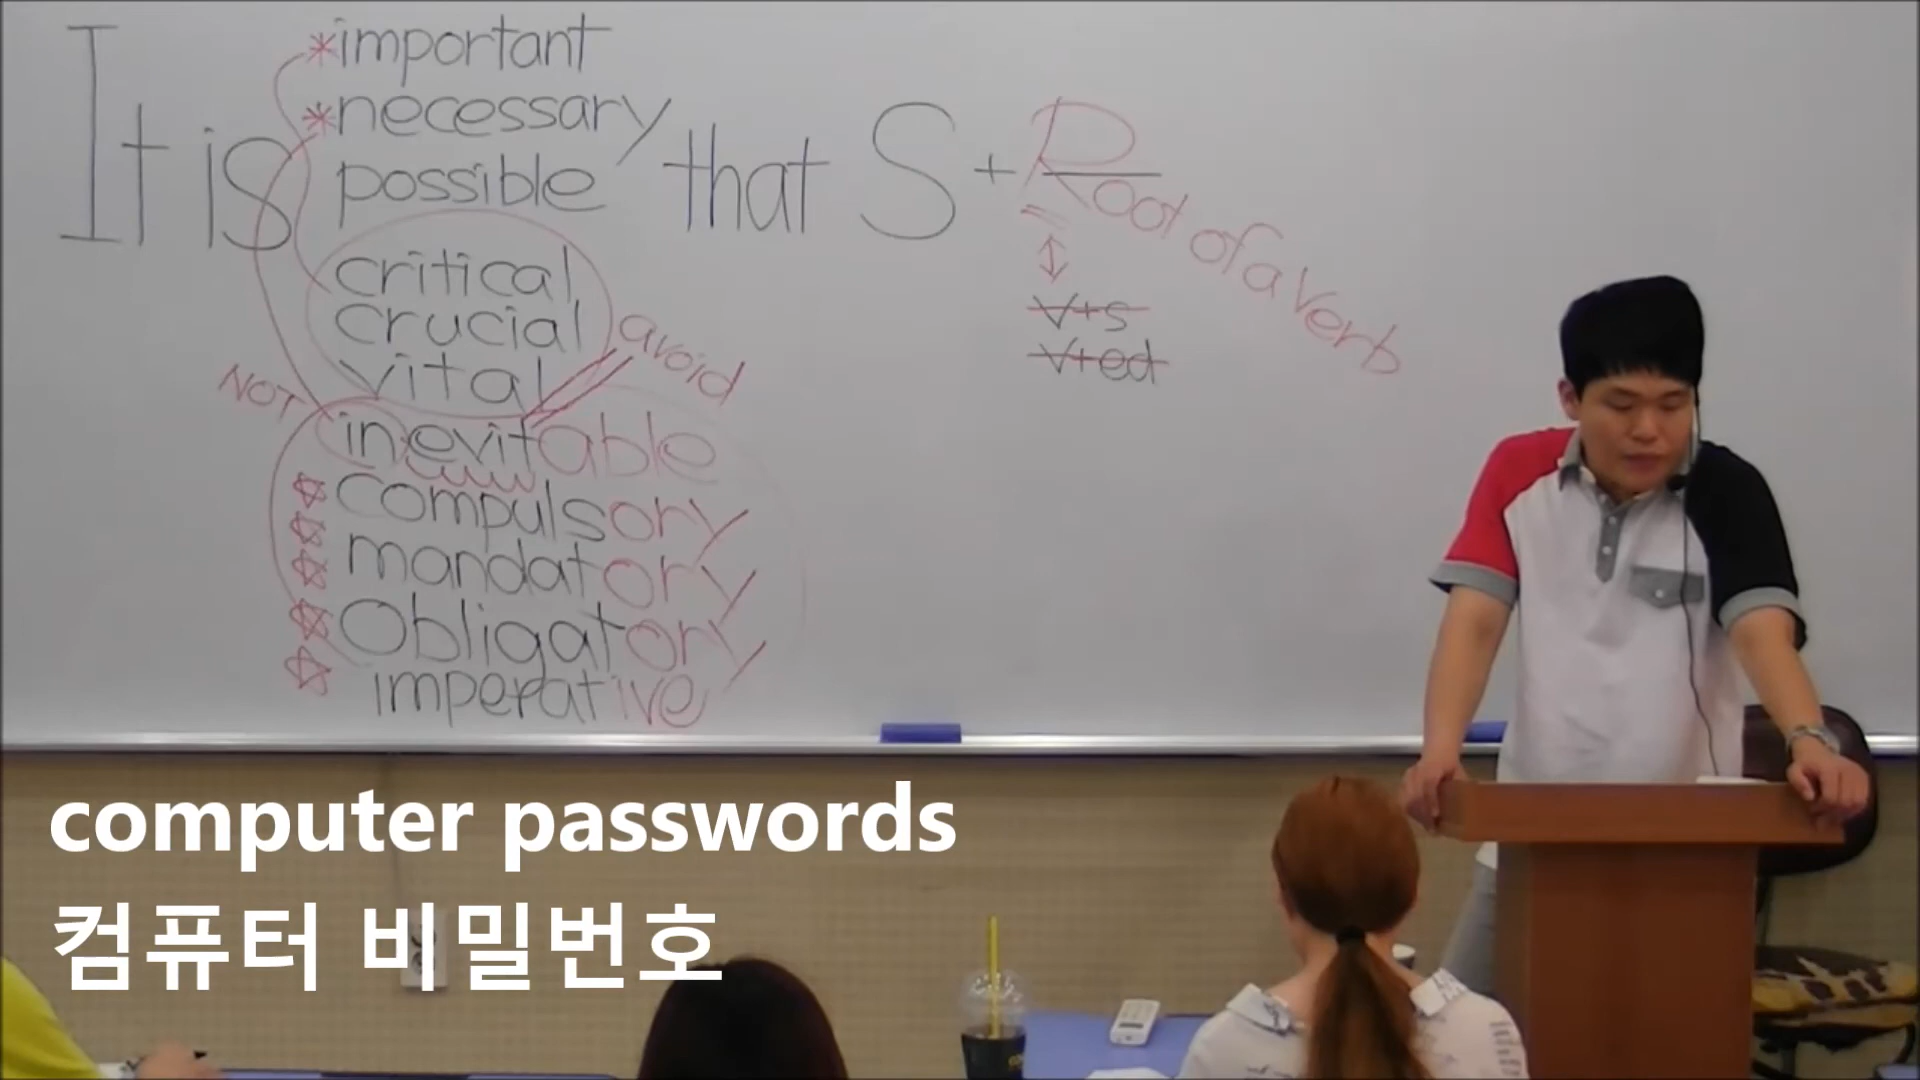 It is
*important
*necessary
possible
critical
crucial
vital
inevitable
compulsory
mandatory
Obligatory
imperative
that S + Root of a Verb
V+s
V+ed
NOT
avoid
computer passwords
컴퓨터 비밀번호